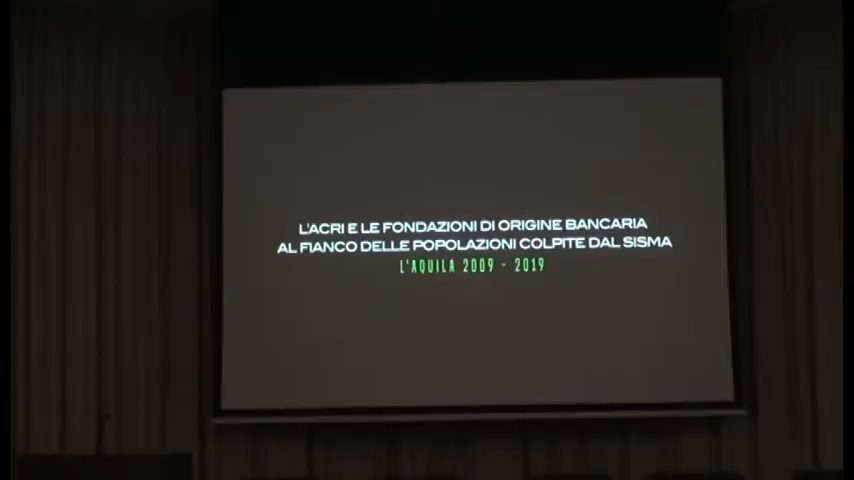 L'ACRI E LE FONDAZIONI DI ORIGINE BANCARIA
AL FIANCO DELLE POPOLAZIONI COLPITE DAL SISMA
L'AQUILA 2009 - 2019